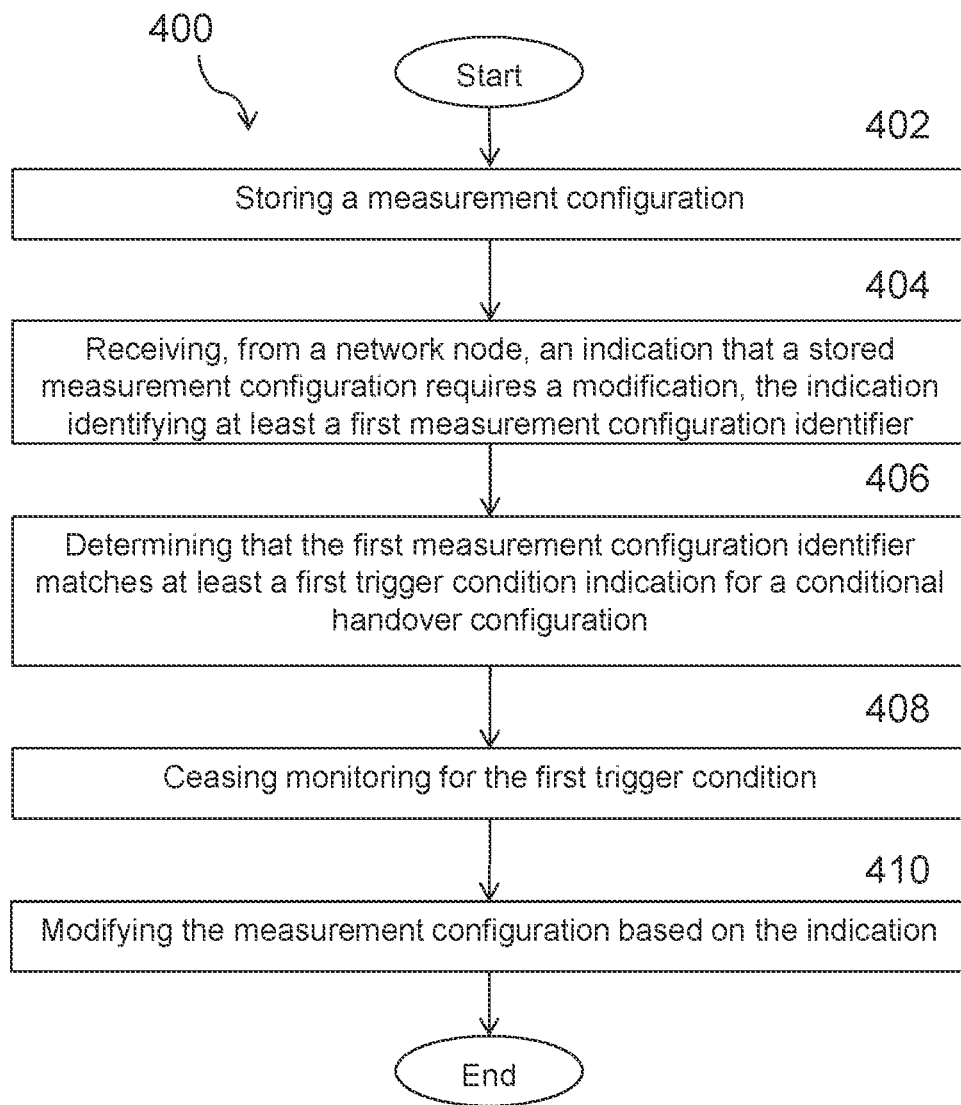 400
Start
402
Storing a measurement configuration
404
Receiving, from a network node, an indication that a stored
measurement configuration requires a modification, the indication
identifying at least a first measurement configuration identifier
406
Determining that the first measurement configuration identifier
matches at least a first trigger condition indication for a conditional
handover configuration
408
Ceasing monitoring for the first trigger condition
410
Modifying the measurement configuration based on the indication
End